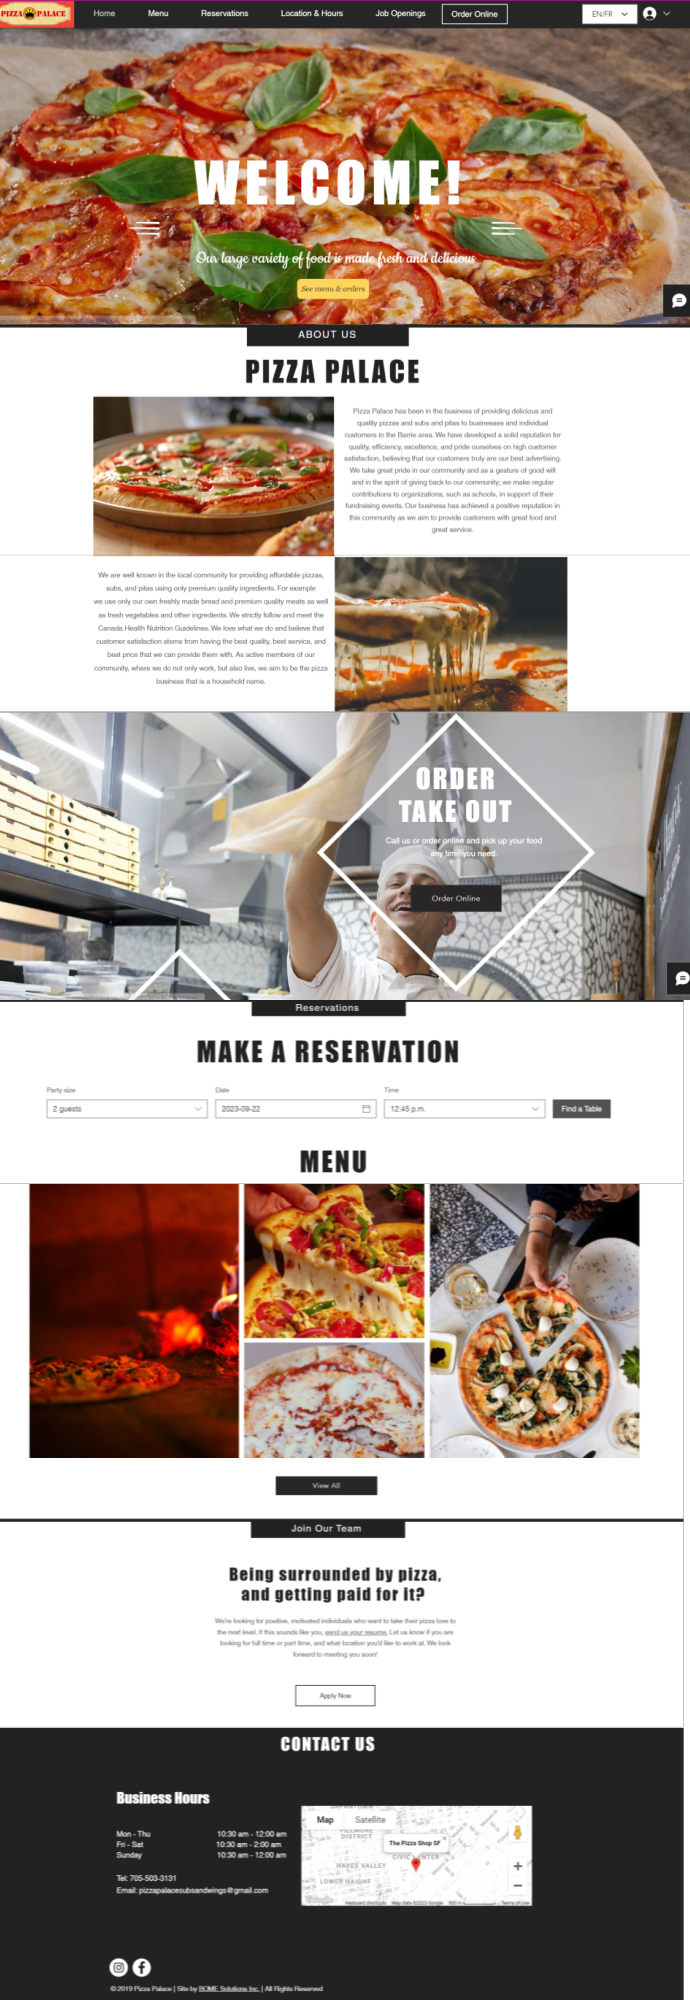 PIZZA PALACE
Home Menu Reservations Location & Hours Job Openings Order Online EN/FR
WELCOME!
Our large variety of food is made fresh and delicious
See menu & orders
ABOUT US
PIZZA PALACE
Pizza Palace has been in the business of providing delicious and
quality pizzas and subs and pitas to businesses and individual
customers in the Barrie area. We have developed a solid reputation for
quality, efficiency, excellence, and pride ourselves on high customer
satisfaction, believing that our customers truly are our best advertising.
We take great pride in our community and as a gesture of good will
and in the spirit of giving back to our community; we make regular
contributions to organizations, such as schools, in support of their
fundraising events. Our business has achieved a positive reputation in
this community as we aim to provide customers with great food and
great service.
We are well known in the local community for providing affordable pizzas,
subs, and pitas using only premium quality ingredients. For example
we use only our own freshly made bread and premium quality meats as well
as fresh vegetables and other ingredients. We strictly follow and meet the
Canada Health Nutrition Guidelines. We love what we do and believe that
customer satisfaction stems from having the best quality, best service, and
best price that we can provide them with. As active members of our
community, where we do not only work, but also live, we aim to be the pizza
business that is a household name.
ORDER
TAKE OUT
Call us or order online and pick up your food
any time you need.
Order Online
Reservations
MAKE A RESERVATION
Party size Date Time
2 guests 2023-09-22 12:45 p.m. Find a Table
MENU
View All
Join Our Team
Being surrounded by pizza,
and getting paid for it?
We're looking for positive, motivated individuals who want to take their pizza love to
the next level. If this sounds like you, send us your resume. Let us know if you are
looking for full time or part time, and what location you'd like to work at. We look
forward to meeting you soon!
Apply Now
CONTACT US
Business Hours
Mon - Thu 10:30 am - 12:00 am
Fri - Sat 10:30 am - 2:00 am
Sunday 10:30 am - 12:00 am
Tel: 705-503-3131
Email: pizzapalacesubsandwings@gmail.com
JAPANTOWN
Map Satellite
FILLMORE
DISTRICT
The Pizza Shop SF
CIVIC CENTER
HAYES VALLEY
LOWER HAIGHT
Google
Keyboard shortcuts Map data ©2023 Google 500 m Terms of Use
© 2019 Pizza Palace | Site by BOME Solutions Inc. | All Rights Reserved